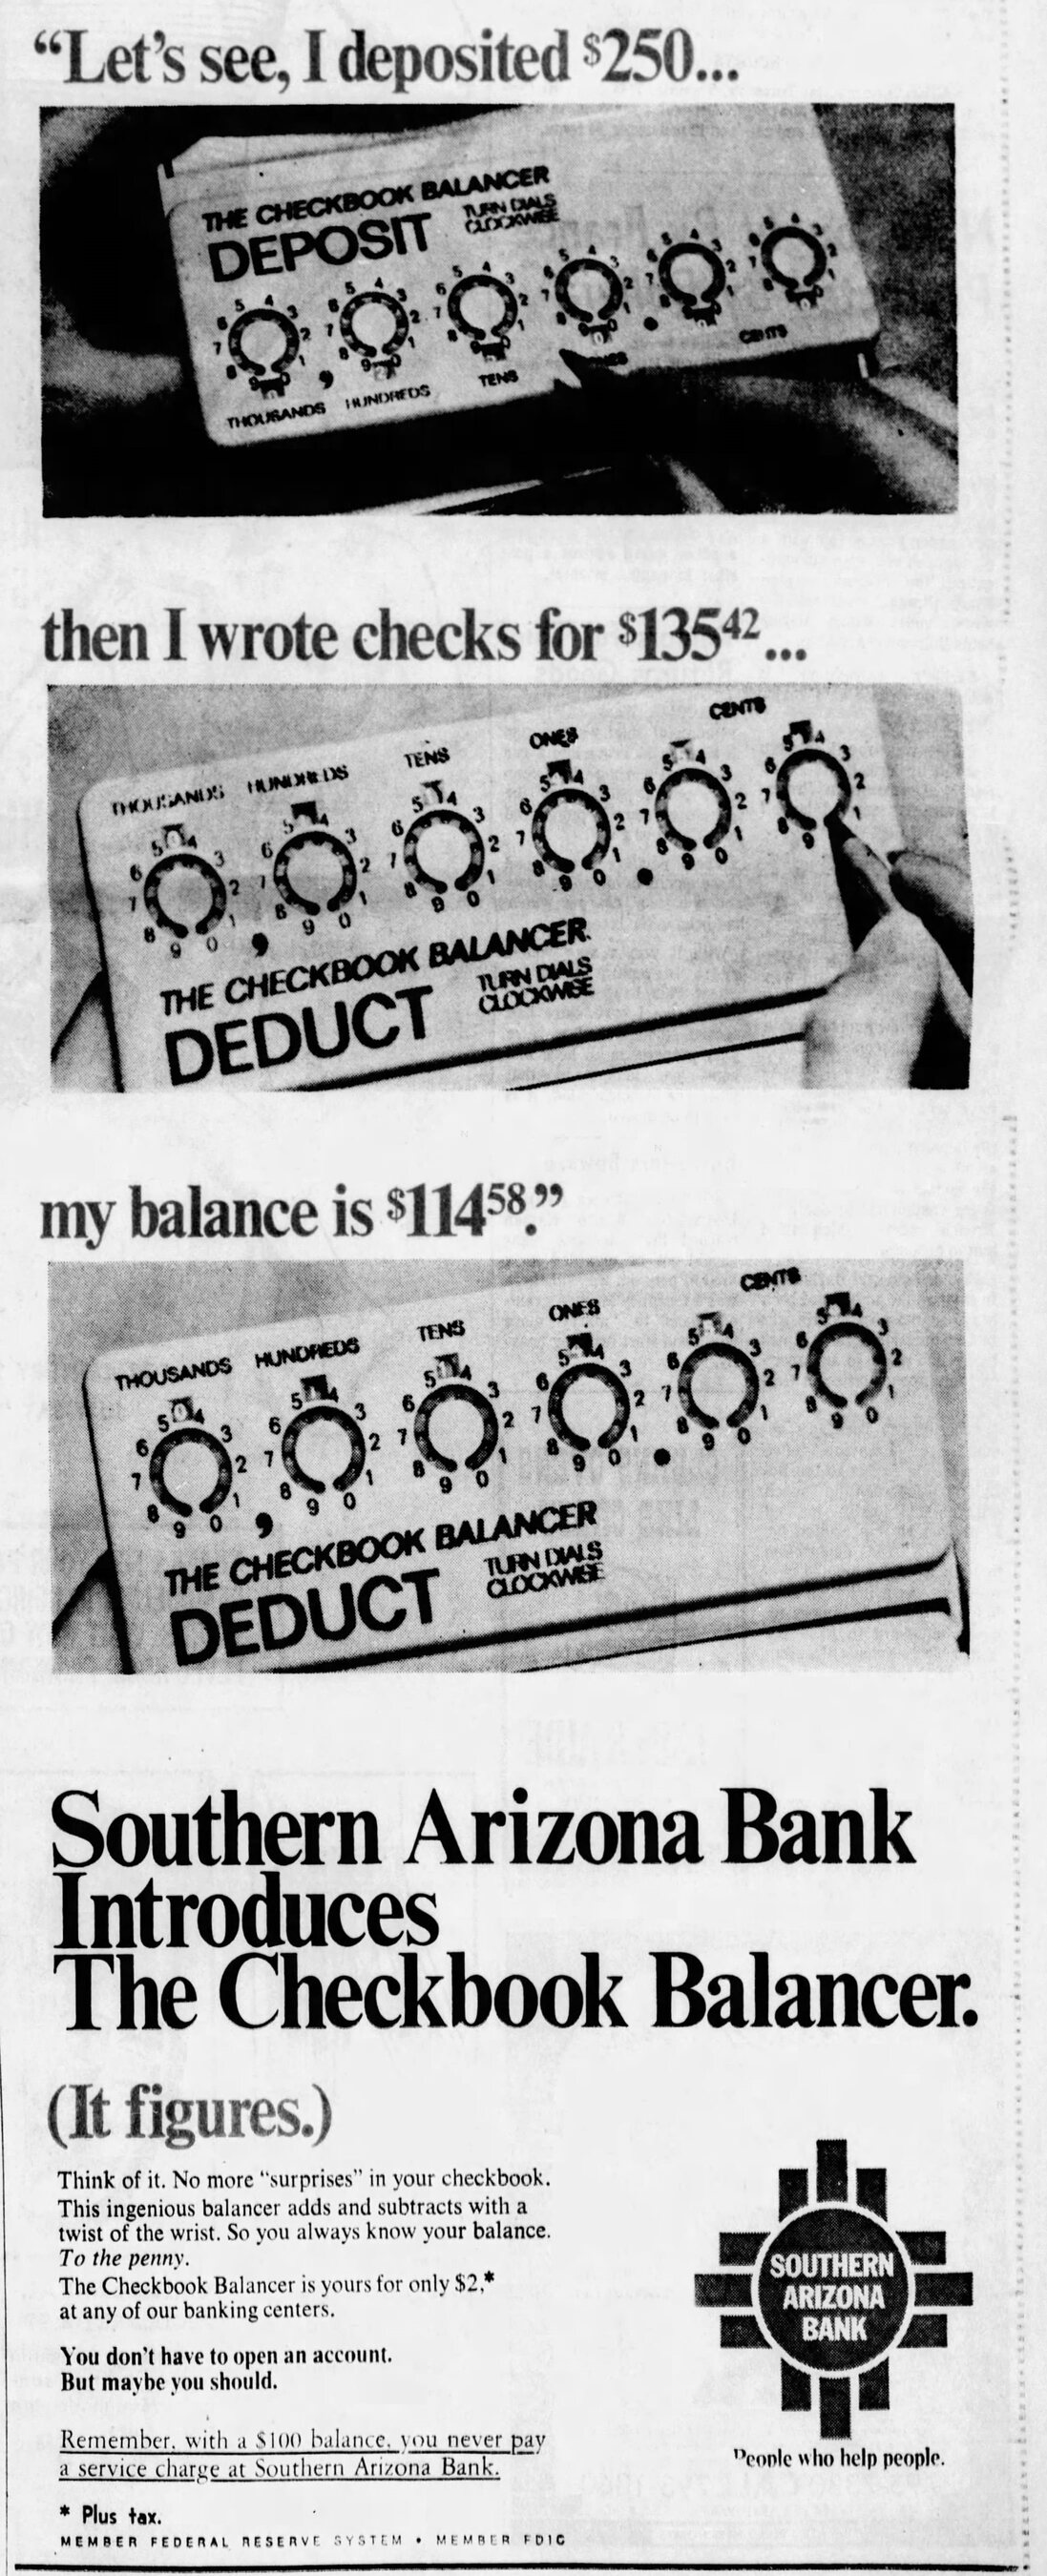 “Let's see, I deposited $250...
THE CHECKBOOK BALANCER
DEPOSIT TURN DIALS
CLOCKWISE
THOUSANDS HUNDREDS TENS CENTS
then I wrote checks for $135⁴²...
THOUSANDS HUNDREDS TENS ONES CENTS
THE CHECKBOOK BALANCER
DEDUCT TURN DIALS
CLOCKWISE
my balance is $114⁵⁸.”
THOUSANDS HUNDREDS TENS ONES CENTS
THE CHECKBOOK BALANCER
DEDUCT TURN DIALS
CLOCKWISE
Southern Arizona Bank
Introduces
The Checkbook Balancer.
(It figures.)
Think of it. No more “surprises” in your checkbook.
This ingenious balancer adds and subtracts with a
twist of the wrist. So you always know your balance.
To the penny.
The Checkbook Balancer is yours for only $2,*
at any of our banking centers.
You don't have to open an account.
But maybe you should.
Remember, with a $100 balance, you never pay
a service charge at Southern Arizona Bank.
* Plus tax.
MEMBER FEDERAL RESERVE SYSTEM • MEMBER FDIC
SOUTHERN
ARIZONA
BANK
People who help people.